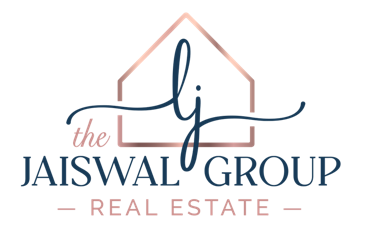 lj
the
JAISWAL GROUP
— REAL ESTATE —